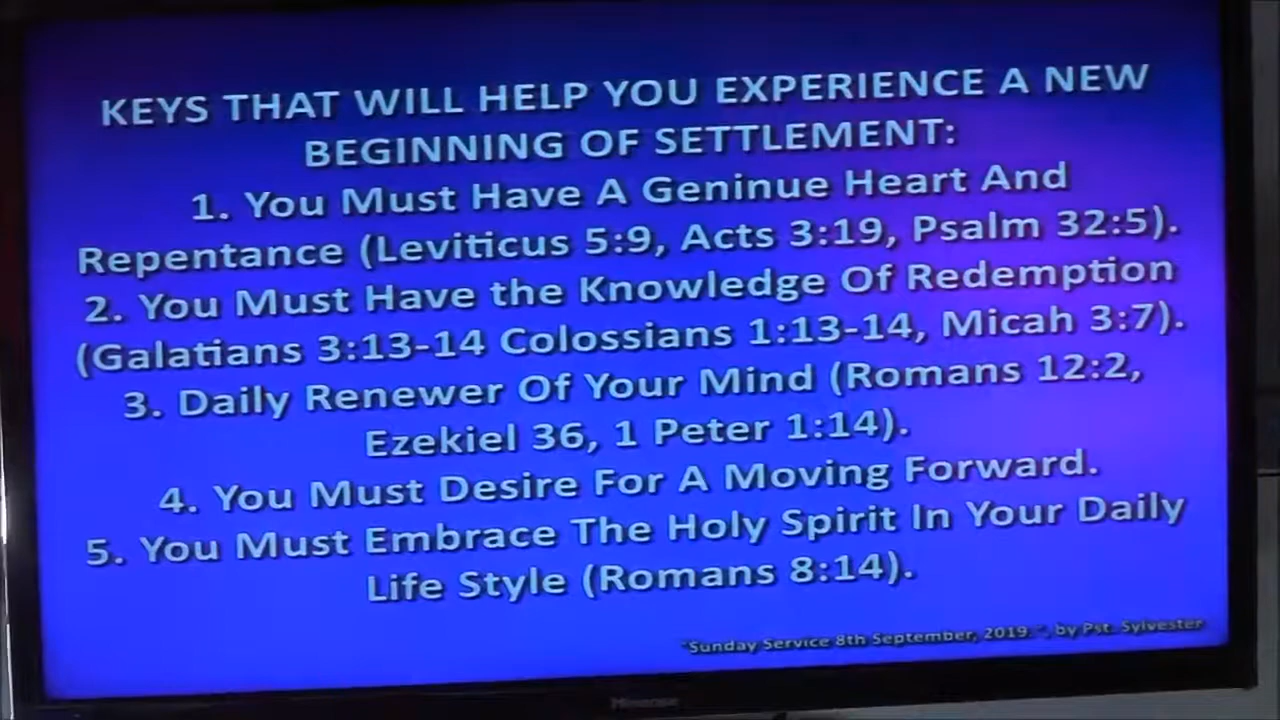 KEYS THAT WILL HELP YOU EXPERIENCE A NEW
BEGINNING OF SETTLEMENT:
1. You Must Have A Geninue Heart And
Repentance (Leviticus 5:9, Acts 3:19, Psalm 32:5).
2. You Must Have the Knowledge Of Redemption
(Galatians 3:13-14 Colossians 1:13-14, Micah 3:7).
3. Daily Renewer Of Your Mind (Romans 12:2,
Ezekiel 36, 1 Peter 1:14).
4. You Must Desire For A Moving Forward.
5. You Must Embrace The Holy Spirit In Your Daily
Life Style (Romans 8:14).
"Sunday Service 8th September, 2019.", by Pst. Sylvester
Hisense